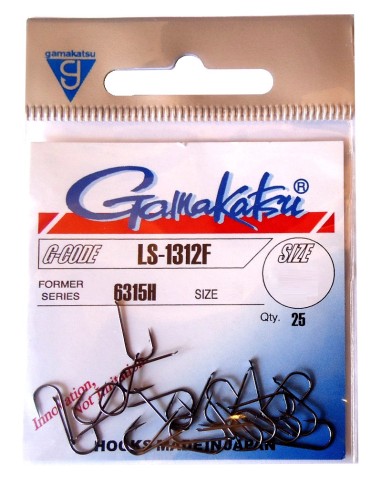 gamakatsu
G
Gamakatsu®
G-CODE LS-1312F SIZE
FORMER SERIES 6315H SIZE
Qty. 25
Innovation,
Not Imitation
HOOKS MADE IN JAPAN